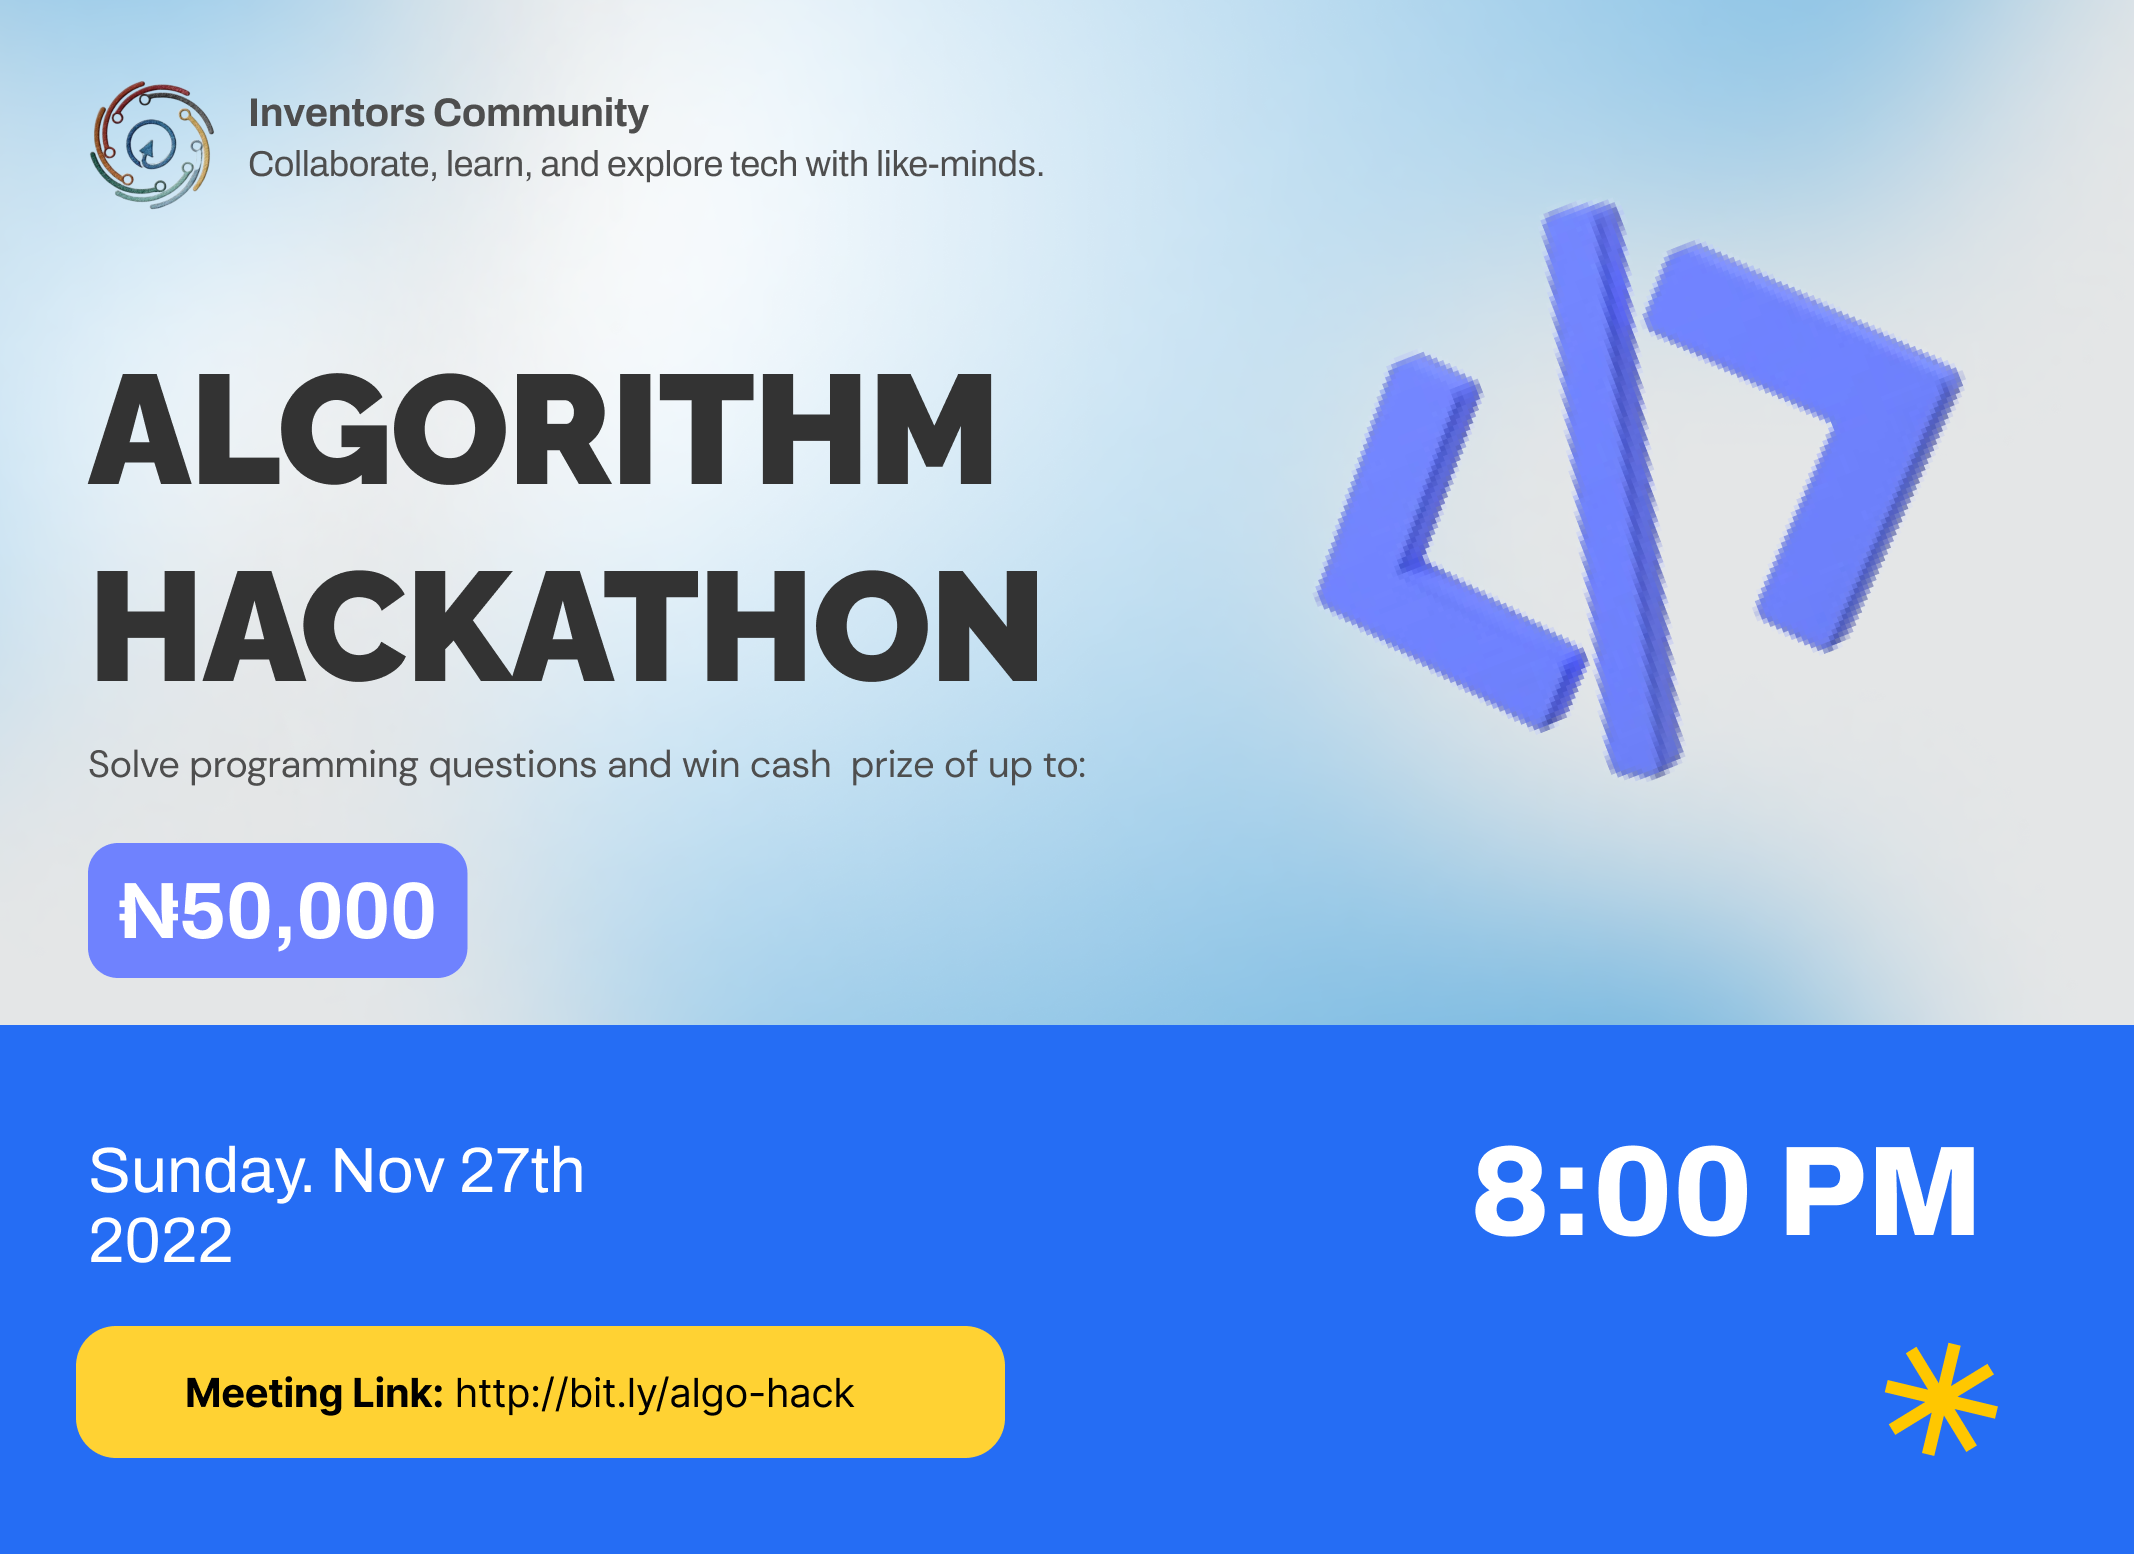 Inventors Community
Collaborate, learn, and explore tech with like-minds.
ALGORITHM
HACKATHON
Solve programming questions and win cash  prize of up to:
₦50,000
Sunday. Nov 27th
2022
8:00 PM
Meeting Link: http://bit.ly/algo-hack